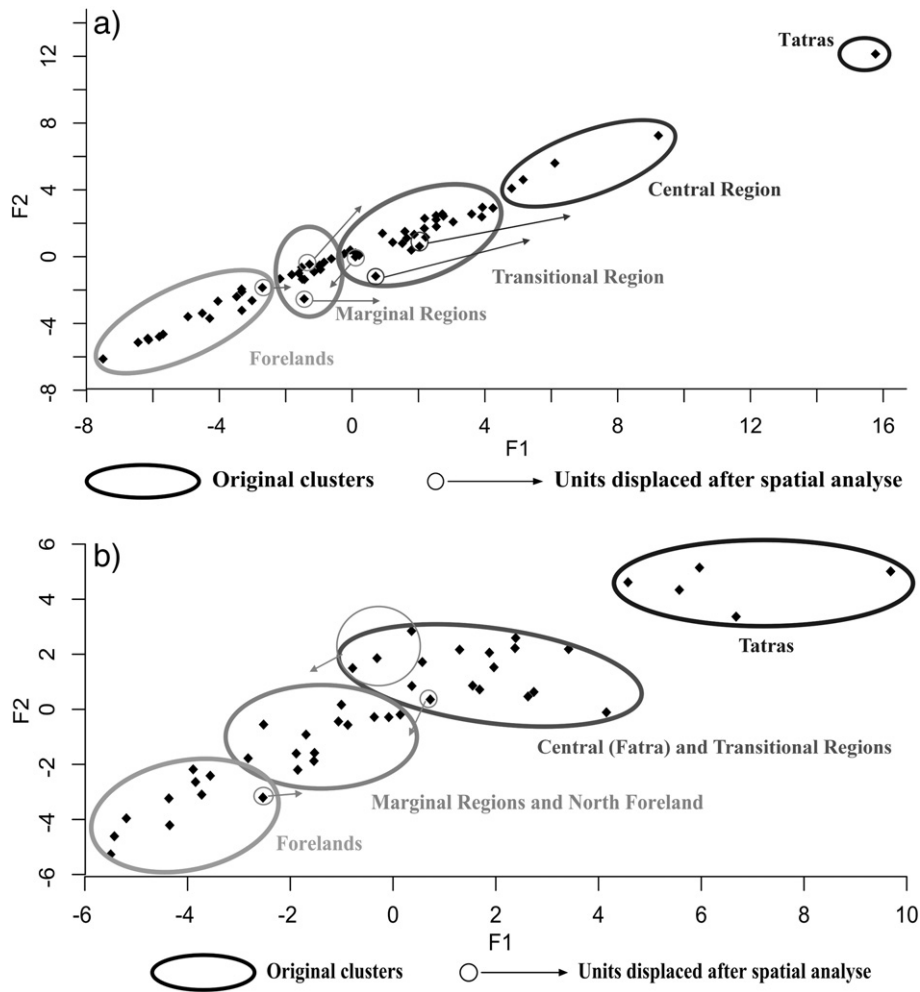 a)
Tatras
12
8
Central Region
4
F2
0
Transitional Region
Marginal Regions
-4
Forelands
-8
-8 -4 0 4 8 12 16
F1
Original clusters
Units displaced after spatial analyse
b)
6
4
Tatras
2
F2
0
Central (Fatra) and Transitional Regions
-2
Marginal Regions and North Foreland
-4
Forelands
-6
-6 -4 -2 0 2 4 6 8 10
F1
Original clusters
Units displaced after spatial analyse